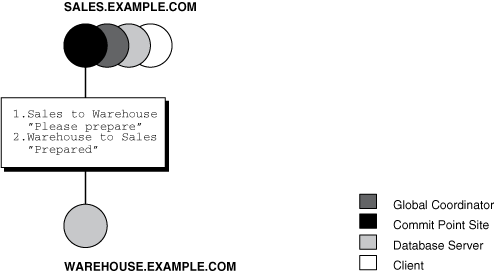 SALES.EXAMPLE.COM
1.Sales to Warehouse
"Please prepare"
2.Warehouse to Sales
"Prepared"
WAREHOUSE.EXAMPLE.COM
Global Coordinator
Commit Point Site
Database Server
Client